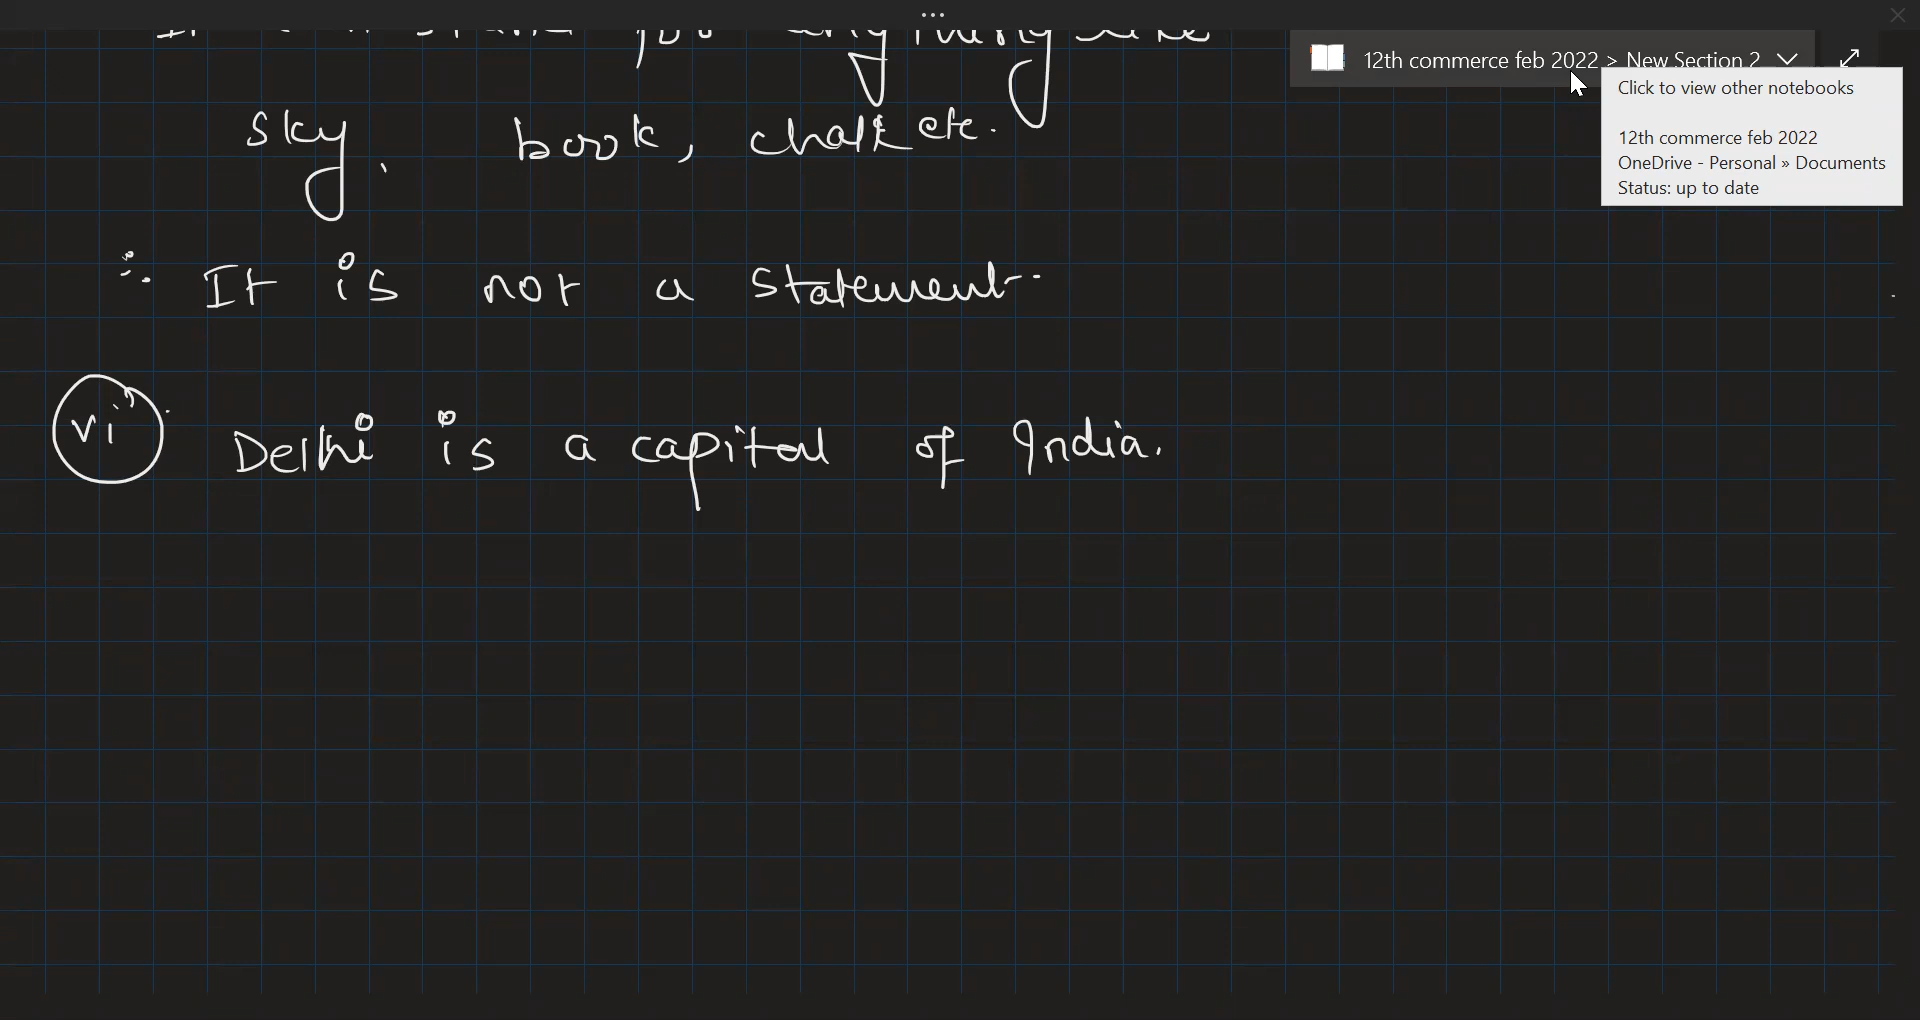 12th commerce feb 2022 > New Section 2
Click to view other notebooks
12th commerce feb 2022
OneDrive - Personal » Documents
Status: up to date
sky, book, chalk etc.
∴ It is not a statement.
vi) Delhi is a capital of India.